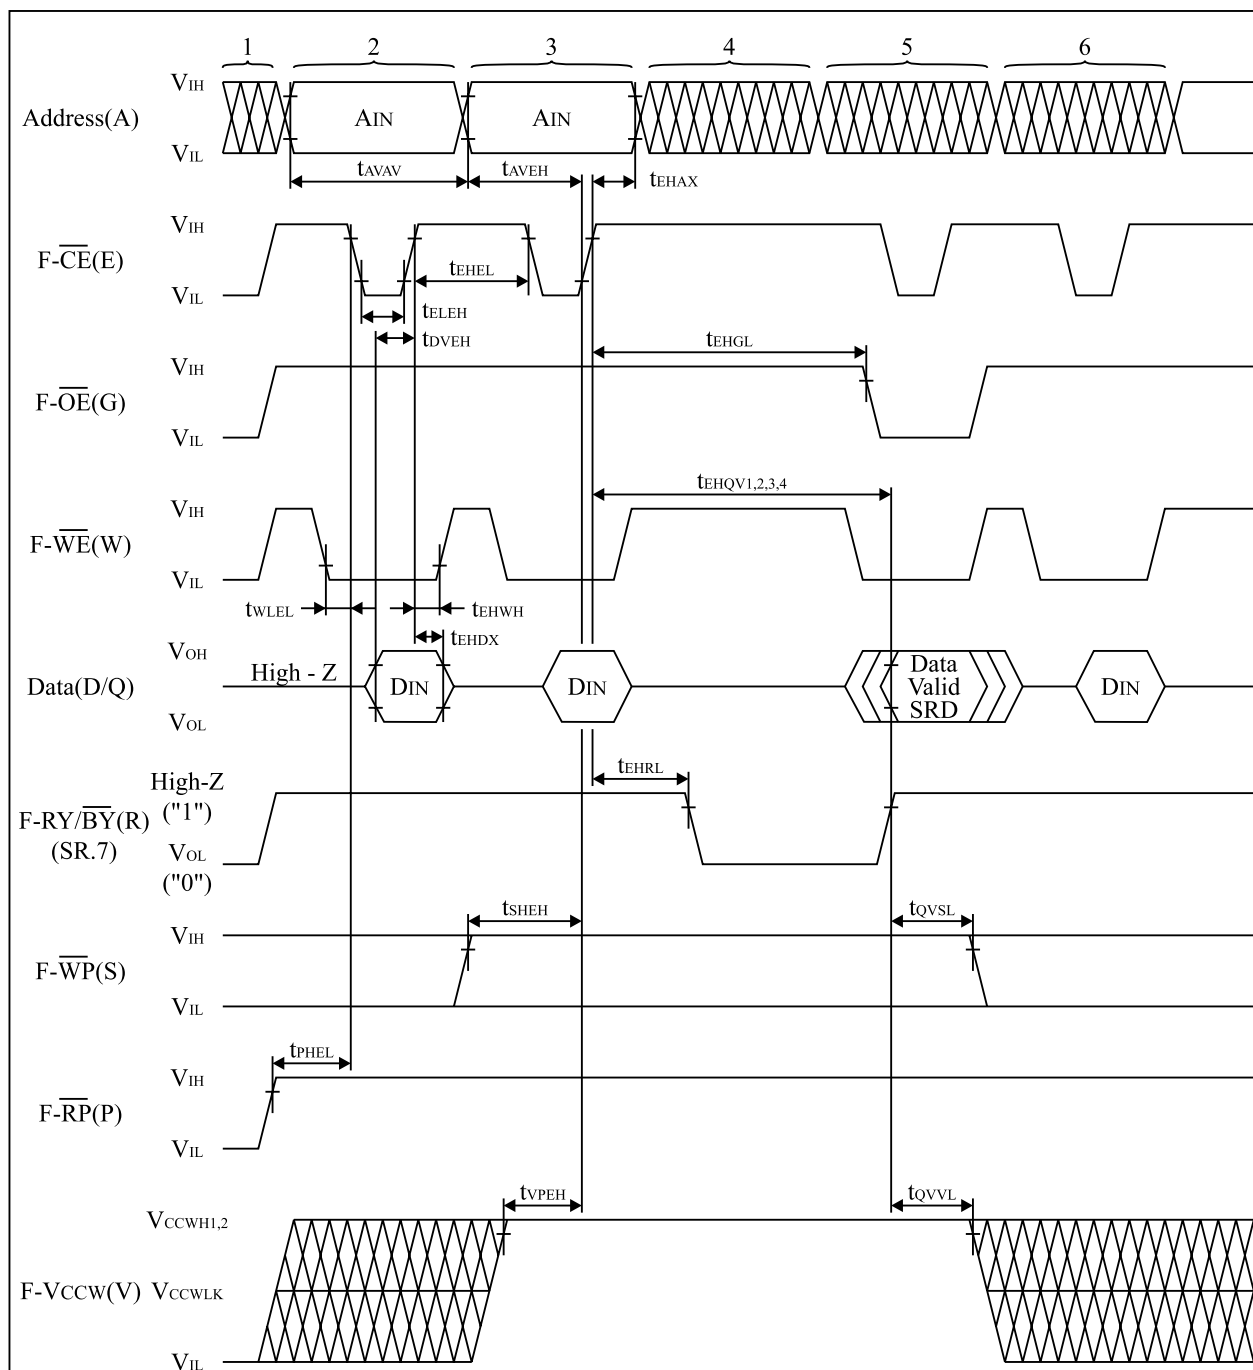 1 2 3 4 5 6
VIH
Address(A) AIN AIN
VIL
tAVAV tAVEH tEHAX
VIH
F-CE(E)
tEHEL
VIL
tELEH
tDVEH tEHGL
VIH
F-OE(G)
VIL
tEHQV1,2,3,4
VIH
F-WE(W)
VIL
tWLEL tEHWH
tEHDX
VOH
High - Z Data
Data(D/Q) DIN DIN Valid DIN
SRD
VOL
tEHRL
High-Z
("1")
F-RY/BY(R)
(SR.7) VOL
("0")
tSHEH tQVSL
VIH
F-WP(S)
VIL
tPHEL
VIH
F-RP(P)
VIL
tVPEH tQVVL
VCCWH1,2
F-VCCW(V) VCCWLK
VIL